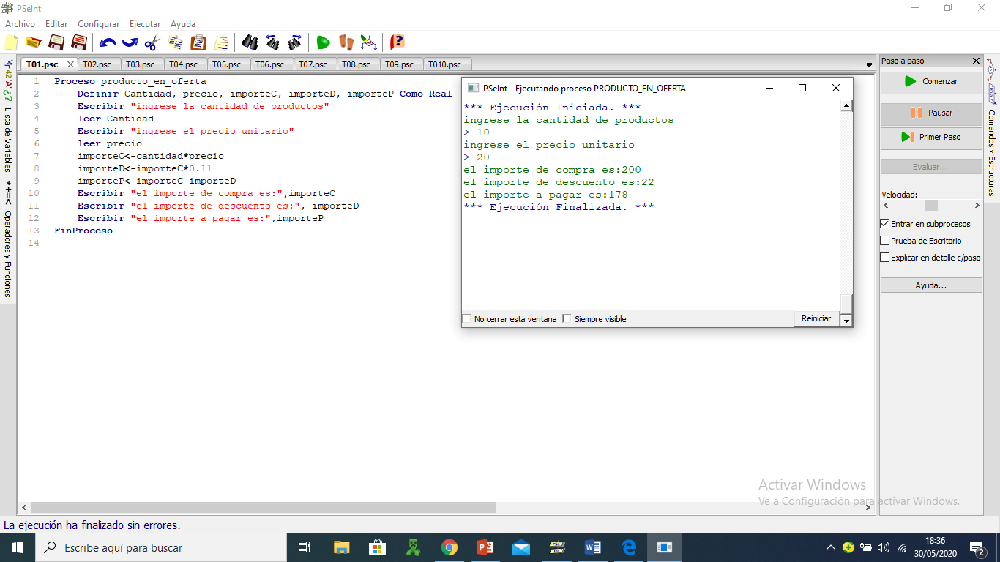 PSeInt
Archivo Editar Configurar Ejecutar Ayuda
T01.psc T02.psc T03.psc T04.psc T05.psc T06.psc T07.psc T08.psc T09.psc T010.psc
1 Proceso producto_en_oferta
2 Definir Cantidad, precio, importeC, importeD, importeP Como Real
3 Escribir "ingrese la cantidad de productos"
4 leer Cantidad
5 Escribir "ingrese el precio unitario"
6 leer precio
7 importeC<-cantidad*precio
8 importeD<-importeC*0.11
9 importeP<-importeC-importeD
10 Escribir "el importe de compra es:",importeC
11 Escribir "el importe de descuento es:", importeD
12 Escribir "el importe a pagar es:",importeP
13 FinProceso
14
Lista de Variables
*+=< Operadores y Funciones
PSeInt - Ejecutando proceso PRODUCTO_EN_OFERTA
*** Ejecución Iniciada. ***
ingrese la cantidad de productos
> 10
ingrese el precio unitario
> 20
el importe de compra es:200
el importe de descuento es:22
el importe a pagar es:178
*** Ejecución Finalizada. ***
No cerrar esta ventana Siempre visible Reiniciar
Paso a paso
Comenzar
Pausar
Primer Paso
Evaluar...
Velocidad:
Entrar en subprocesos
Prueba de Escritorio
Explicar en detalle c/paso
Ayuda...
Comandos y Estructuras
Activar Windows
Ve a Configuración para activar Windows.
La ejecución ha finalizado sin errores.
Escribe aquí para buscar
18:36
30/05/2020
2